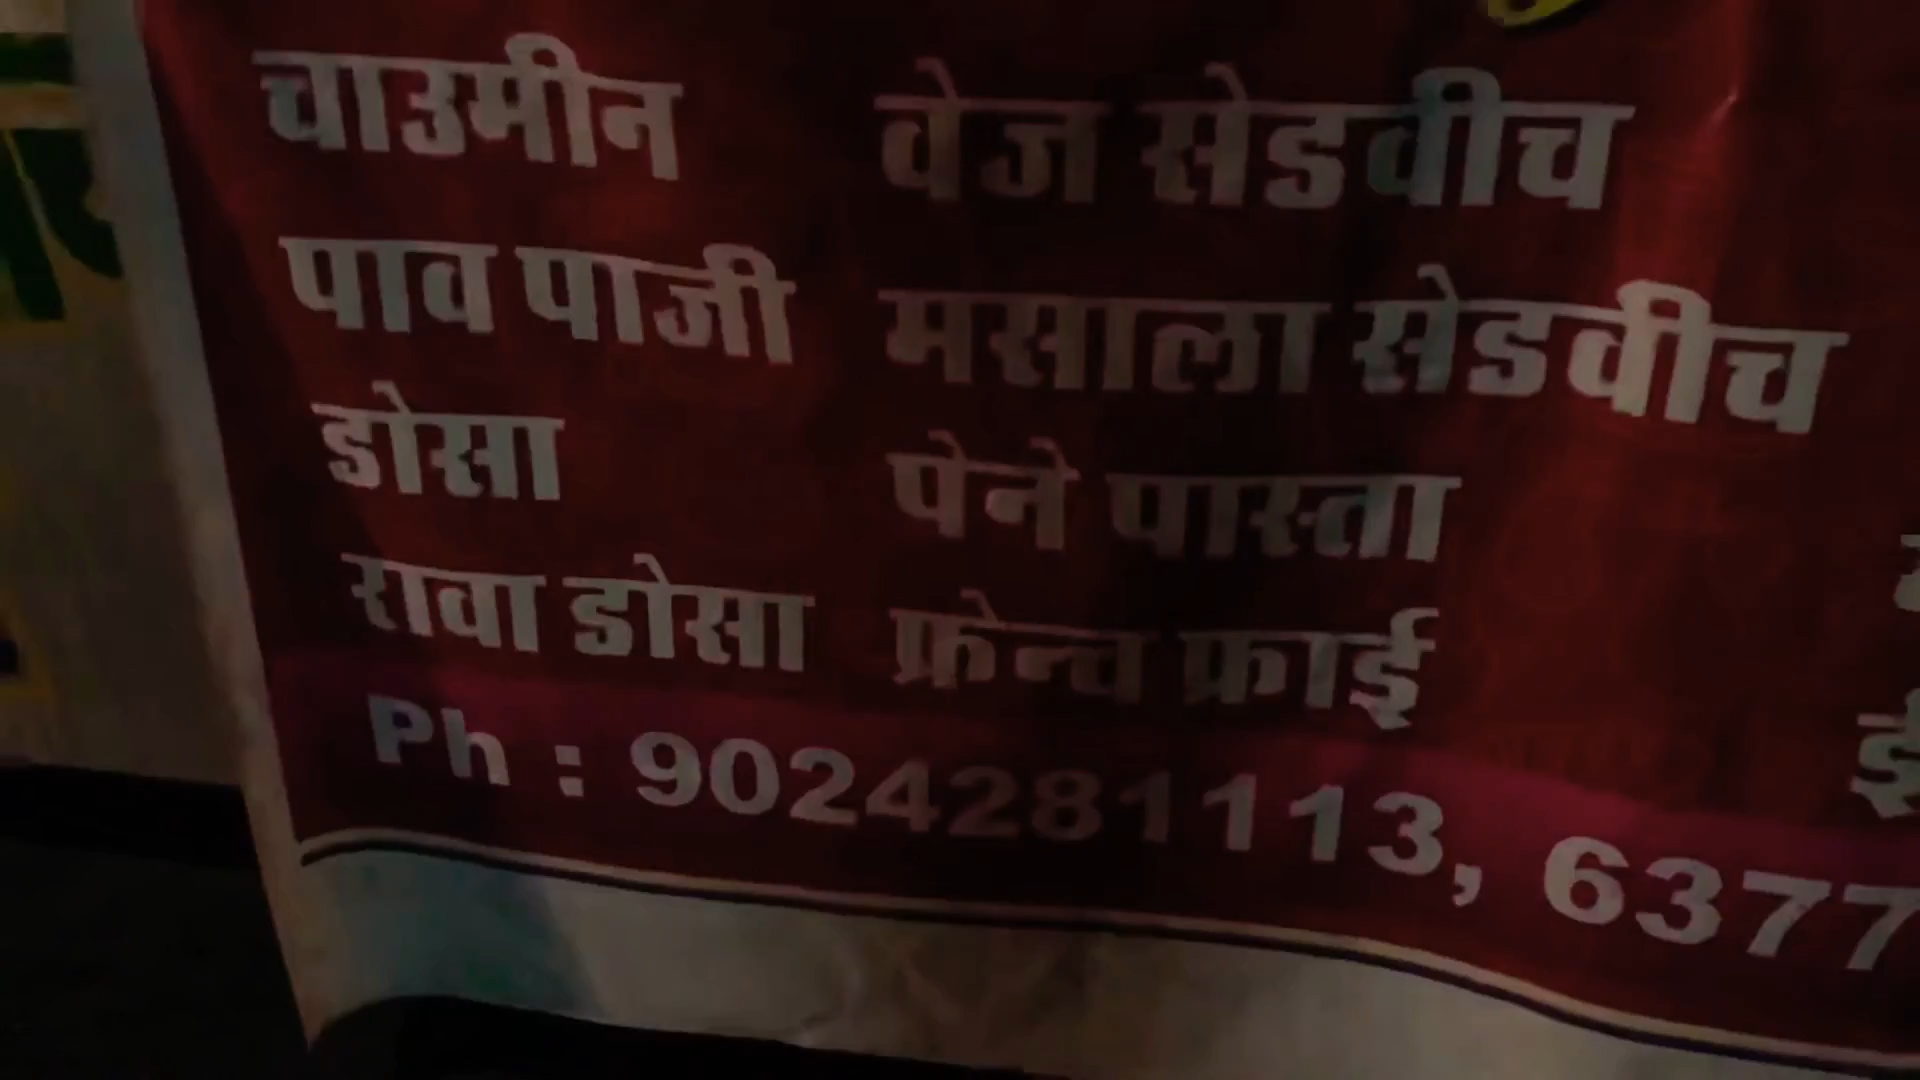 चाउमीन वेज सेडवीच
पाव पाजी मसाला सेडवीच
डोसा पेने पास्ता
रावा डोसा फ्रेन्च फ्राई
Ph : 9024281113, 6377